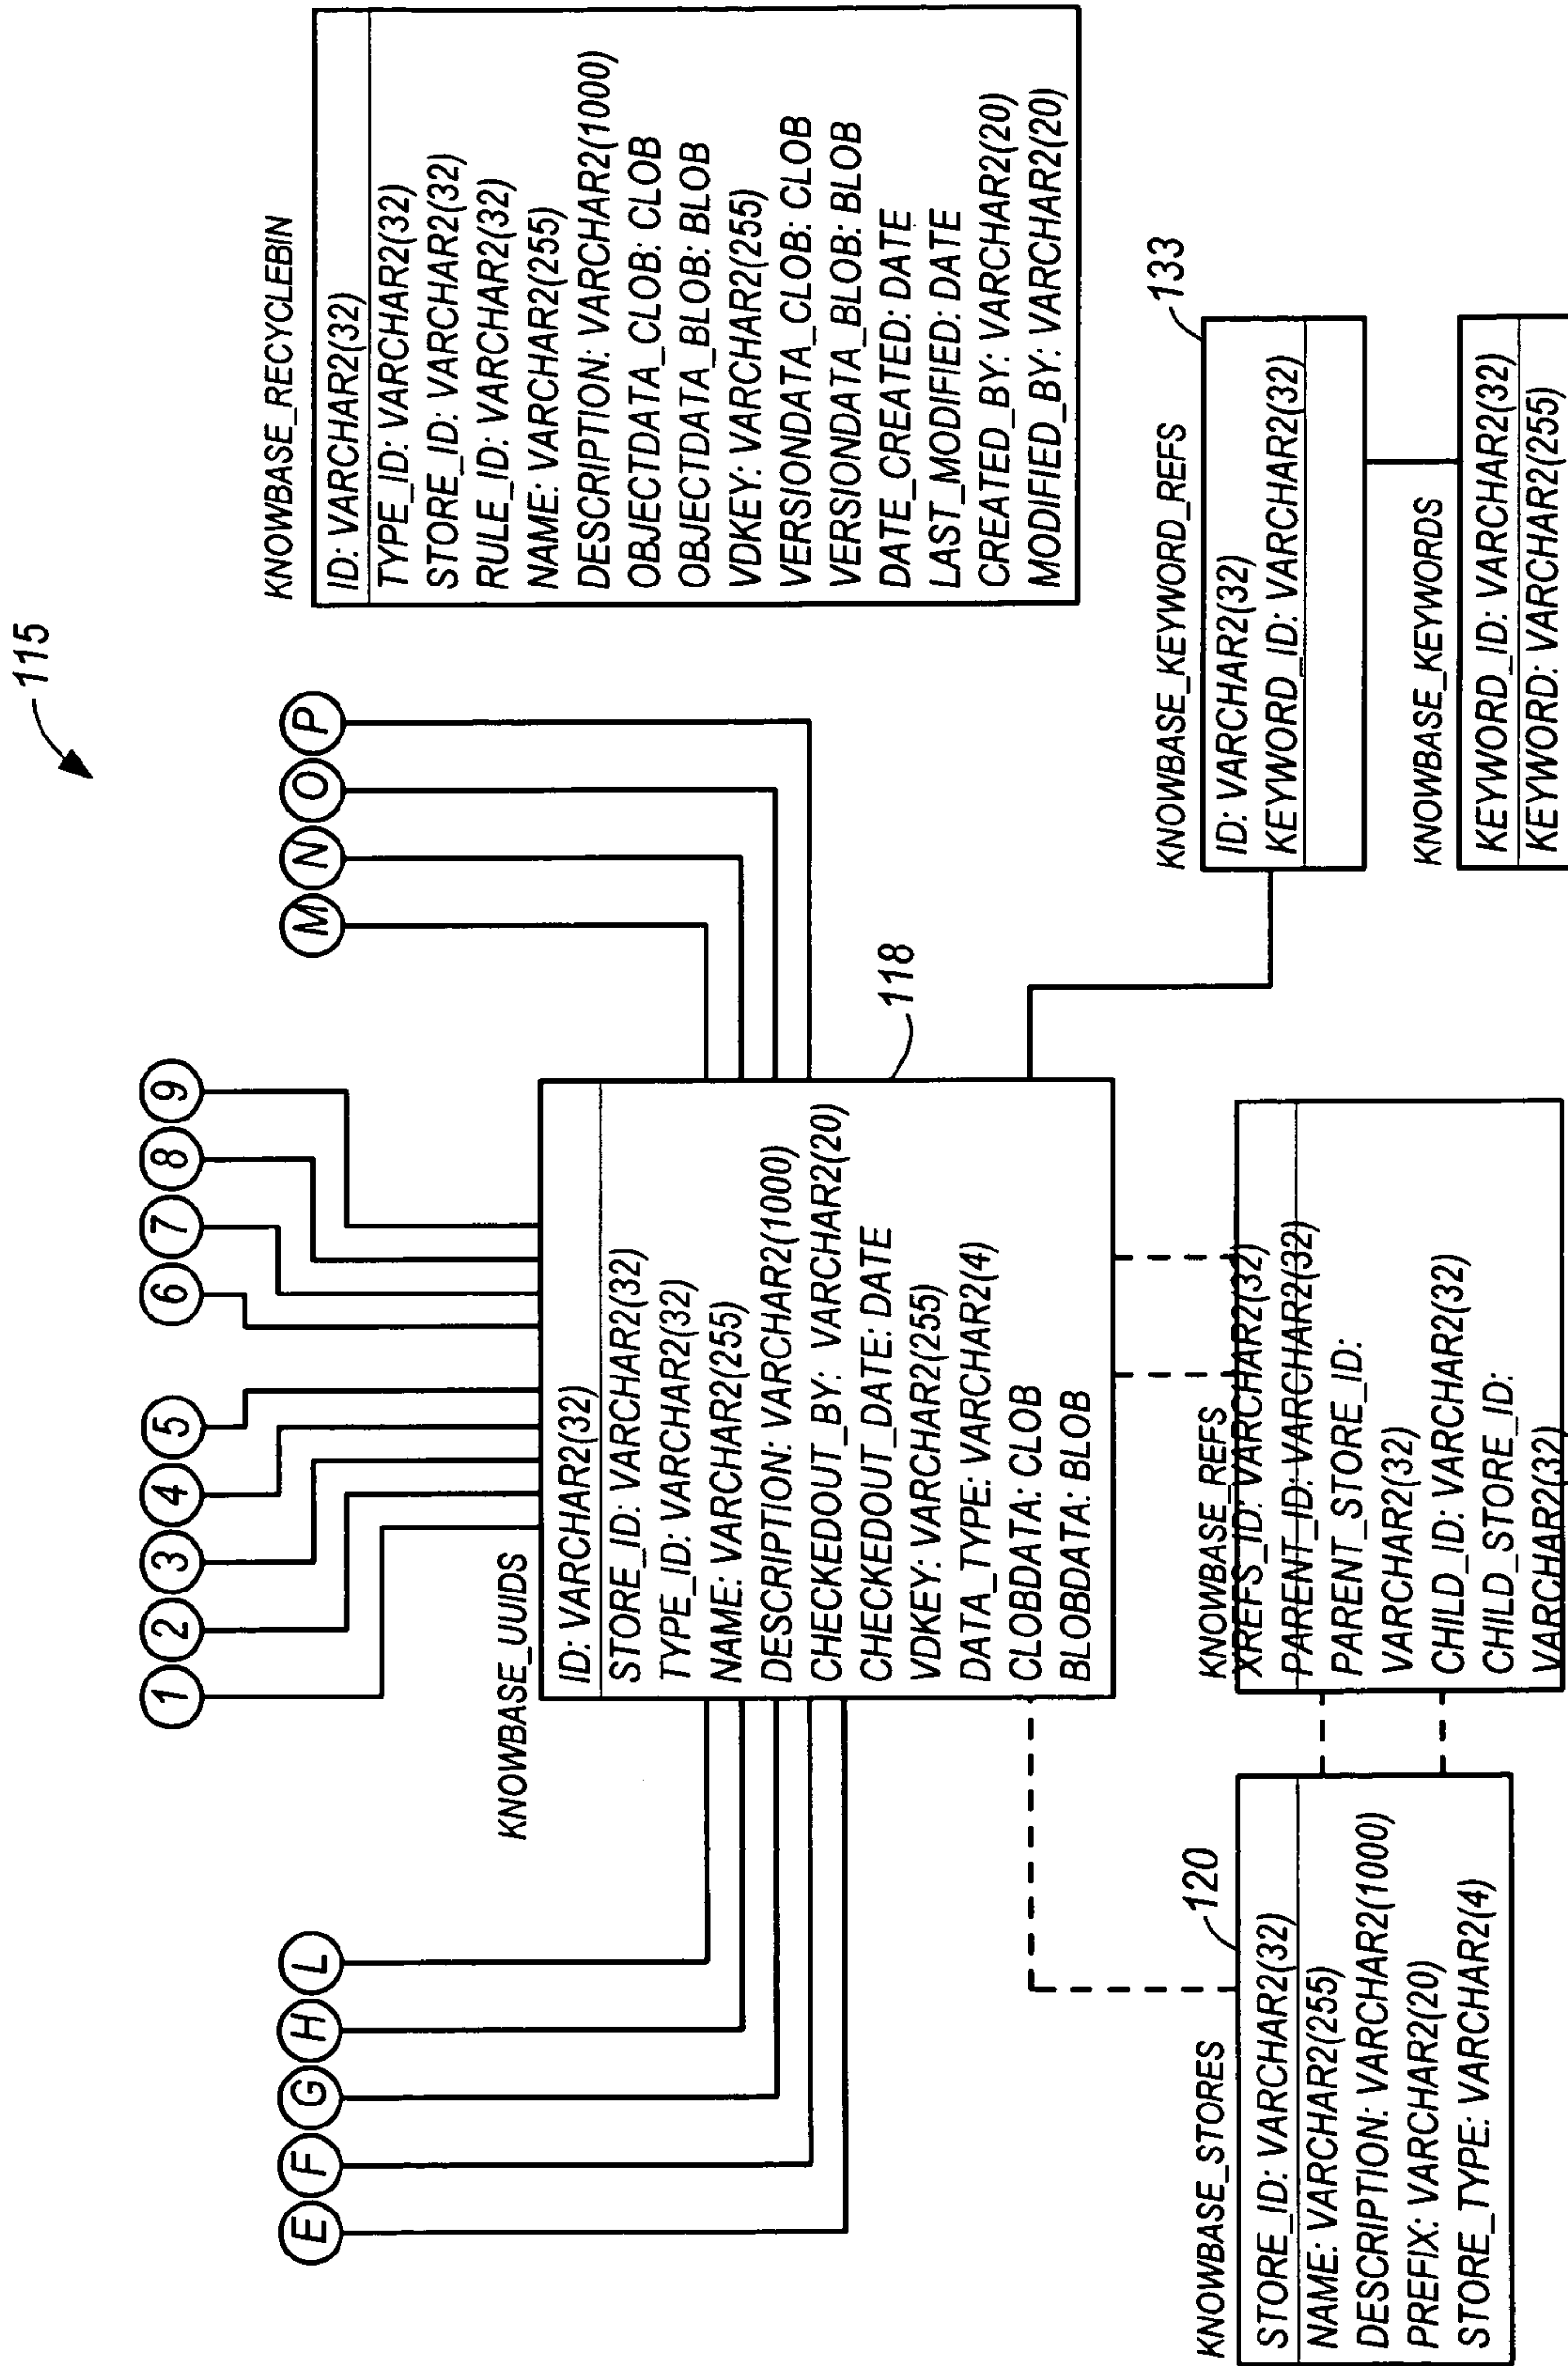 115
1 2 3 4 5 6 7 8 9
E F G H L
M N O P
KNOWBASE_RECYCLEBIN
ID: VARCHAR2(32)
TYPE_ID: VARCHAR2(32)
STORE_ID: VARCHAR2(32)
RULE_ID: VARCHAR2(32)
NAME: VARCHAR2(255)
DESCRIPTION: VARCHAR2(1000)
OBJECTDATA_CLOB: CLOB
OBJECTDATA_BLOB: BLOB
VDKEY: VARCHAR2(255)
VERSIONDATA_CLOB: CLOB
VERSIONDATA_BLOB: BLOB
DATE_CREATED: DATE
LAST_MODIFIED: DATE
CREATED_BY: VARCHAR2(20)
MODIFIED_BY: VARCHAR2(20)
KNOWBASE_UUIDS
ID: VARCHAR2(32)
STORE_ID: VARCHAR2(32)
TYPE_ID: VARCHAR2(32)
NAME: VARCHAR2(255)
DESCRIPTION: VARCHAR2(1000)
CHECKEDOUT_BY: VARCHAR2(20)
CHECKEDOUT_DATE: DATE
VDKEY: VARCHAR2(255)
DATA_TYPE: VARCHAR2(4)
CLOBDATA: CLOB
BLOBDATA: BLOB
118
KNOWBASE_STORES
120
STORE_ID: VARCHAR2(32)
NAME: VARCHAR2(255)
DESCRIPTION: VARCHAR2(1000)
PREFIX: VARCHAR2(20)
STORE_TYPE: VARCHAR2(4)
KNOWBASE_REFS
XREFS_ID: VARCHAR2(32)
PARENT_ID: VARCHAR2(32)
PARENT_STORE_ID:
VARCHAR2(32)
CHILD_ID: VARCHAR2(32)
CHILD_STORE_ID:
VARCHAR2(32)
KNOWBASE_KEYWORD_REFS
133
ID: VARCHAR2(32)
KEYWORD_ID: VARCHAR2(32)
KNOWBASE_KEYWORDS
KEYWORD_ID: VARCHAR2(32)
KEYWORD: VARCHAR2(255)